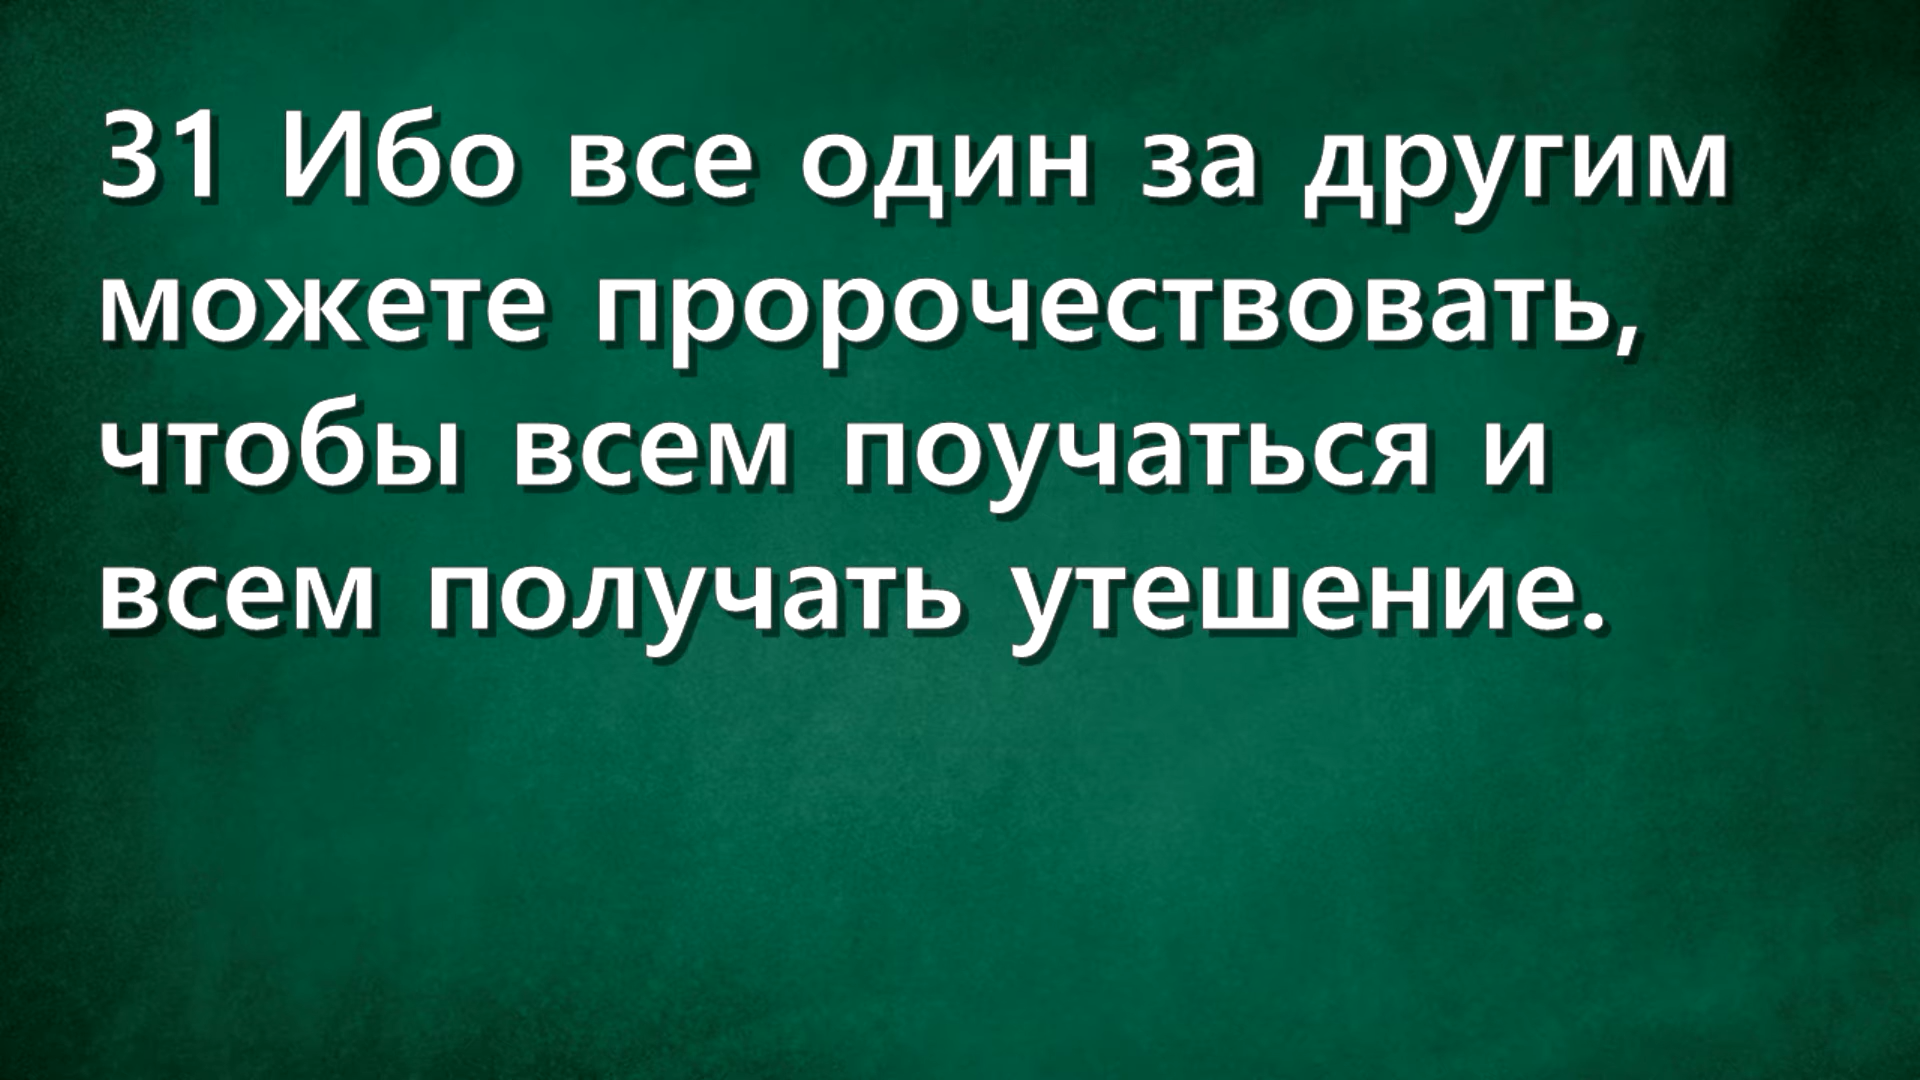 31 Ибо все один за другим
можете пророчествовать,
чтобы всем поучаться и
всем получать утешение.